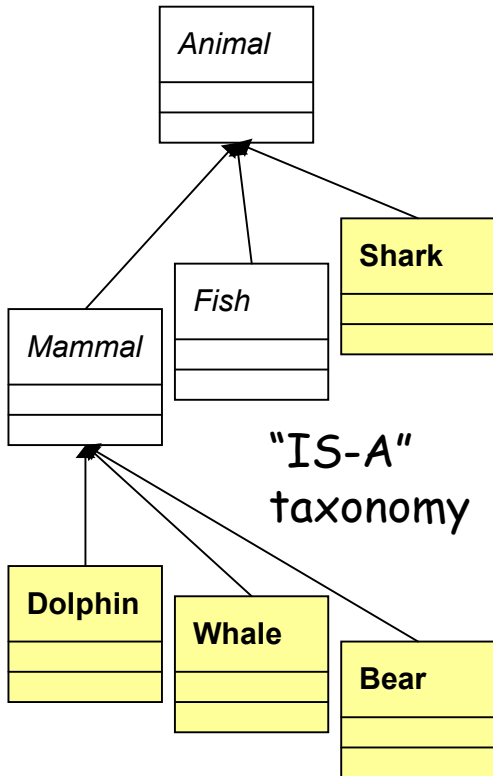 Animal
Shark
Fish
Mammal
“IS-A”
taxonomy
Dolphin
Whale
Bear